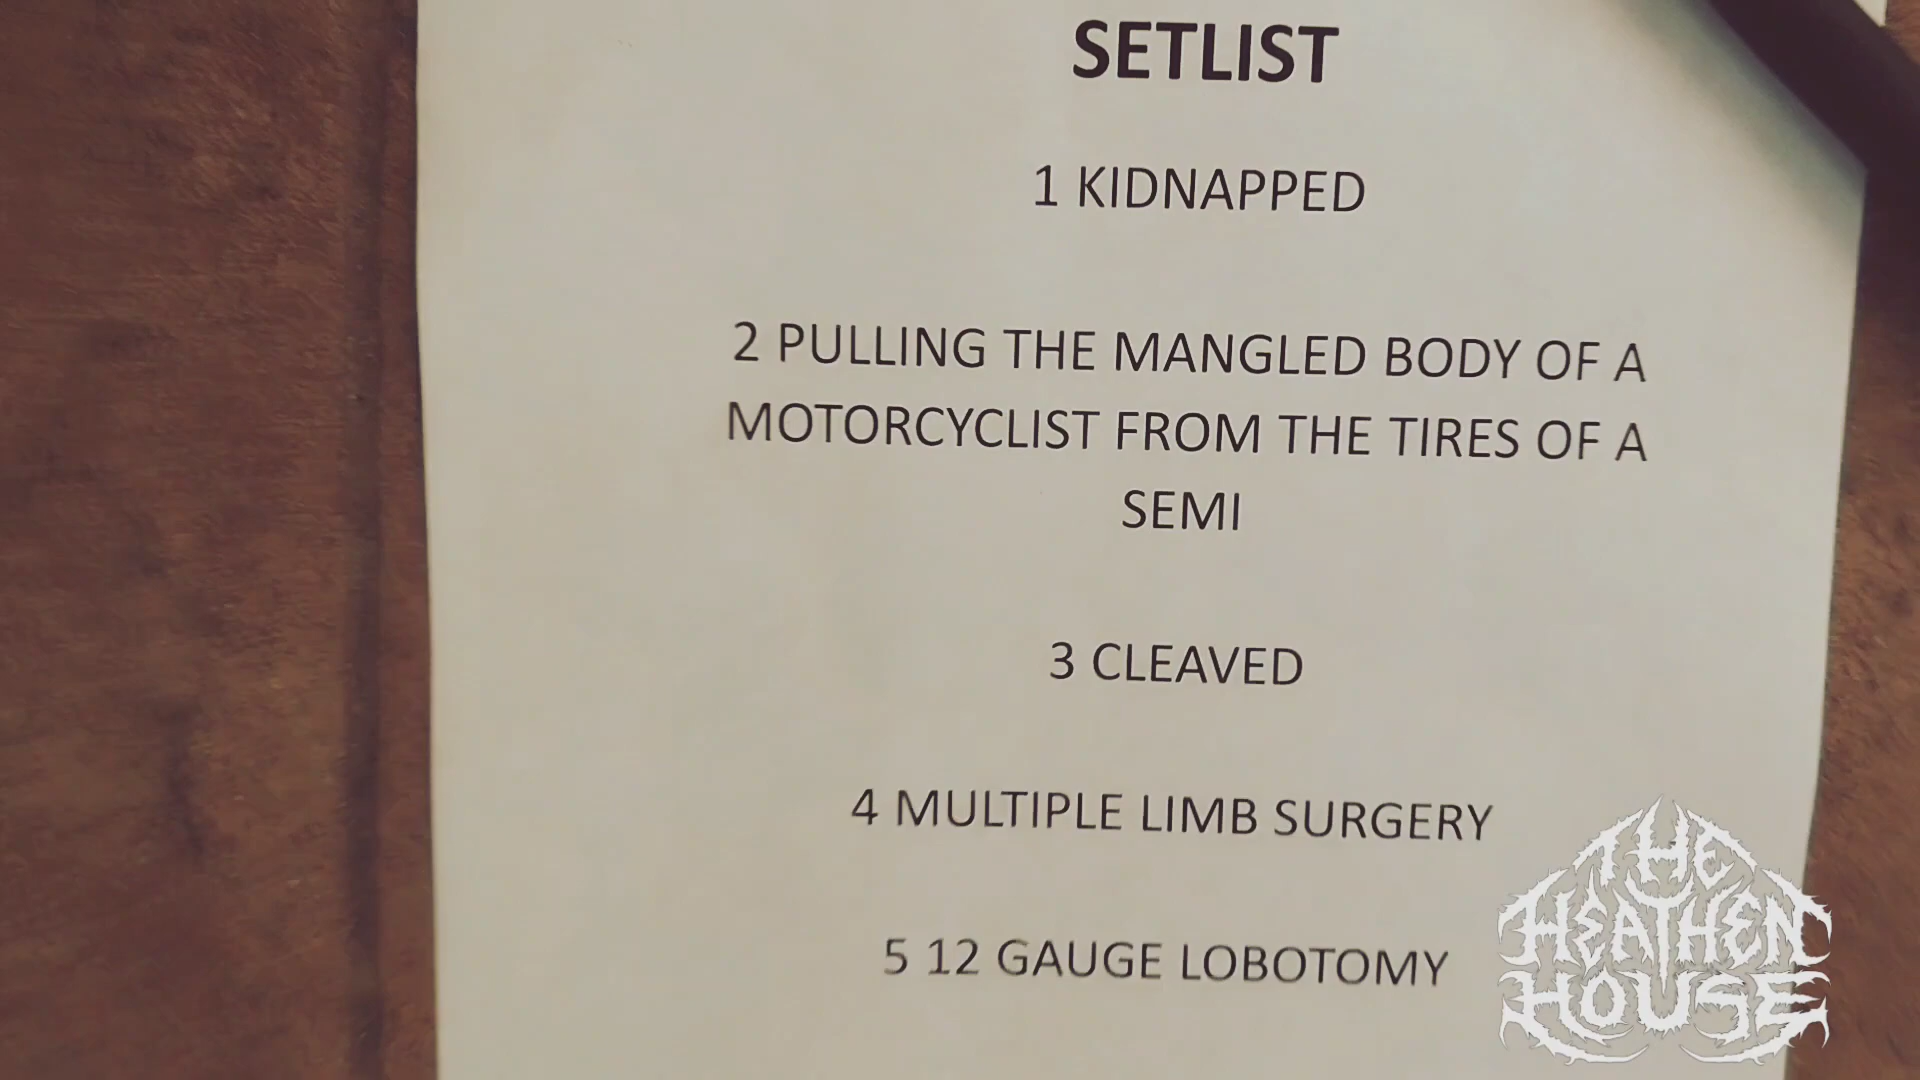 SETLIST
1 KIDNAPPED
2 PULLING THE MANGLED BODY OF A
MOTORCYCLIST FROM THE TIRES OF A
SEMI
3 CLEAVED
4 MULTIPLE LIMB SURGERY
5 12 GAUGE LOBOTOMY
THE
HEATHEN
HOUSE